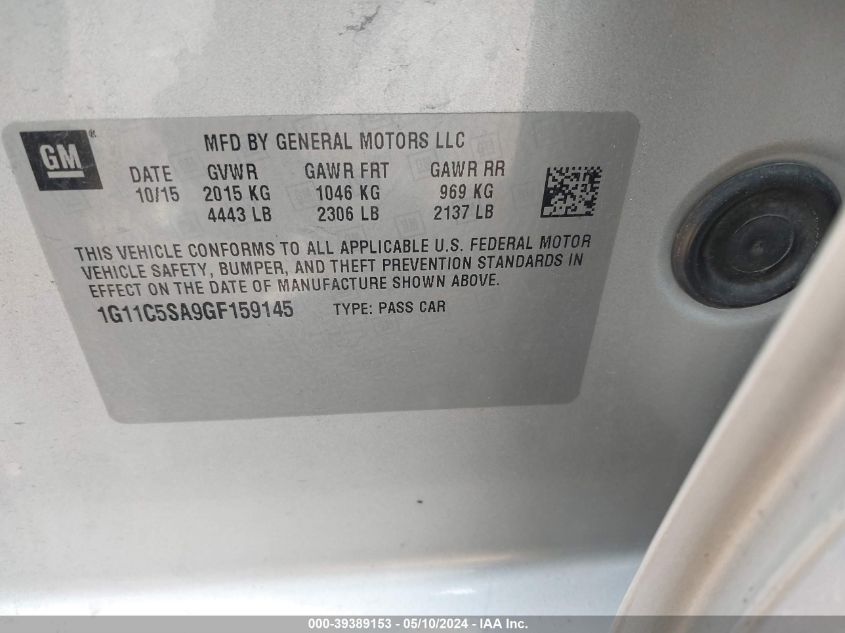 GM ®
MFD BY GENERAL MOTORS LLC
DATE GVWR GAWR FRT GAWR RR
10/15 2015 KG 1046 KG 969 KG
4443 LB 2306 LB 2137 LB
THIS VEHICLE CONFORMS TO ALL APPLICABLE U.S. FEDERAL MOTOR
VEHICLE SAFETY, BUMPER, AND THEFT PREVENTION STANDARDS IN
EFFECT ON THE DATE OF MANUFACTURE SHOWN ABOVE.
1G11C5SA9GF159145 TYPE: PASS CAR
000-39389153 - 05/10/2024 - IAA Inc.